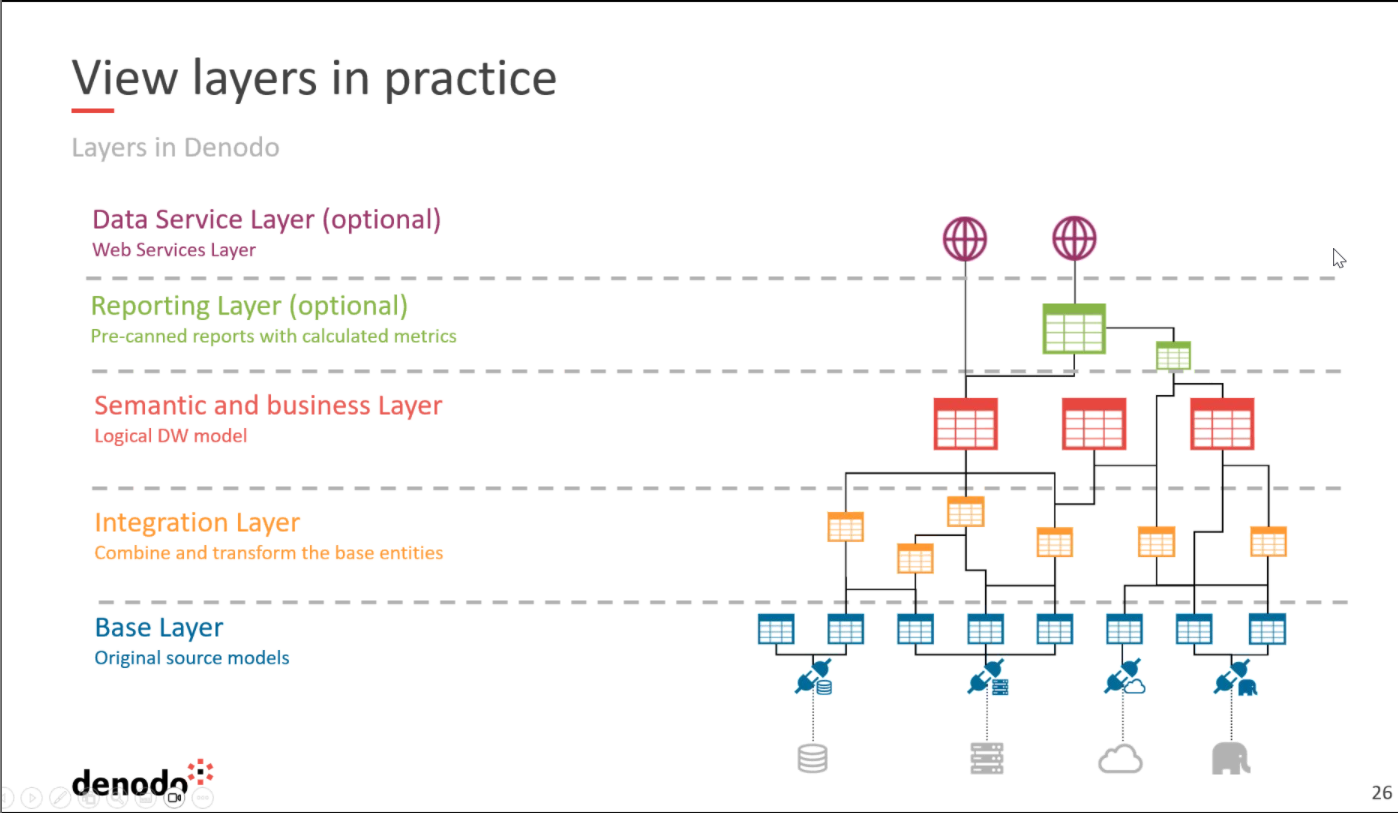 View layers in practice
Layers in Denodo
Data Service Layer (optional)
Web Services Layer
Reporting Layer (optional)
Pre-canned reports with calculated metrics
Semantic and business Layer
Logical DW model
Integration Layer
Combine and transform the base entities
Base Layer
Original source models
denodo
26